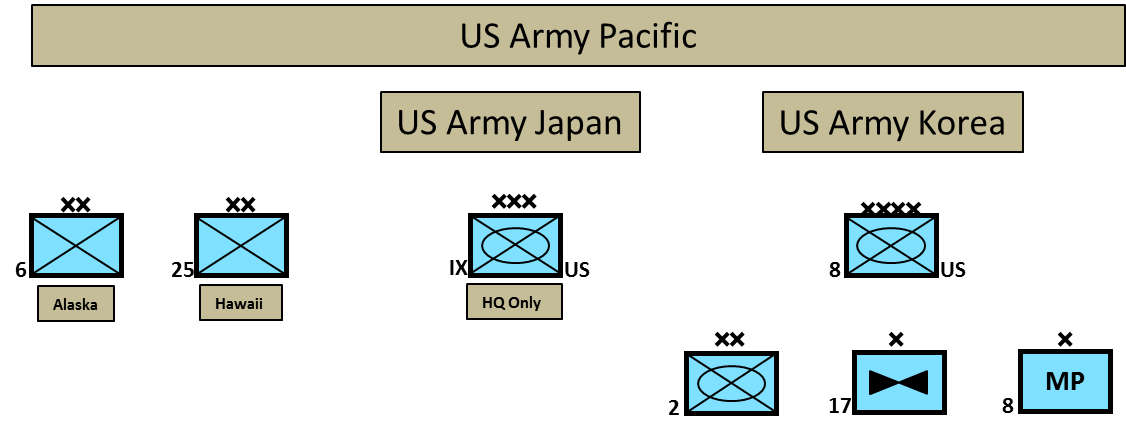 US Army Pacific
US Army Japan
US Army Korea
XX
XX
XXX
XXXX
6
25
IX
US
8
US
Alaska
Hawaii
HQ Only
XX
X
X
2
17
8
MP